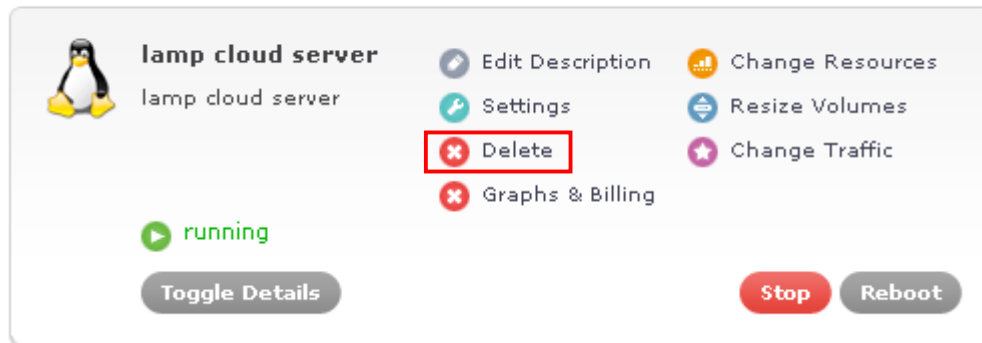 lamp cloud server
lamp cloud server
Edit Description
Settings
Delete
Graphs & Billing
Change Resources
Resize Volumes
Change Traffic
running
Toggle Details
Stop
Reboot